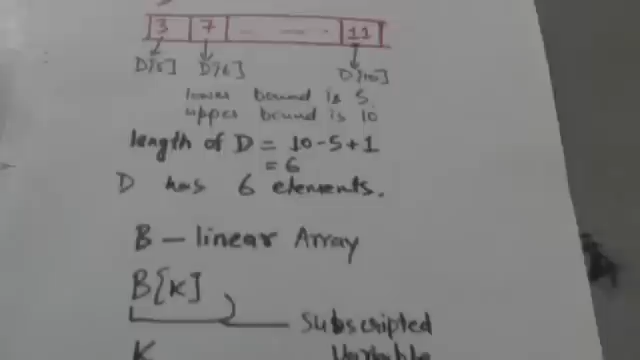 3 7 ... --- 11
D[5] D[6] D[10]
lower bound is 5.
upper bound is 10
length of D = 10-5+1
= 6
D has 6 elements.
B - linear Array
B[K]
Subscripted
K Variable